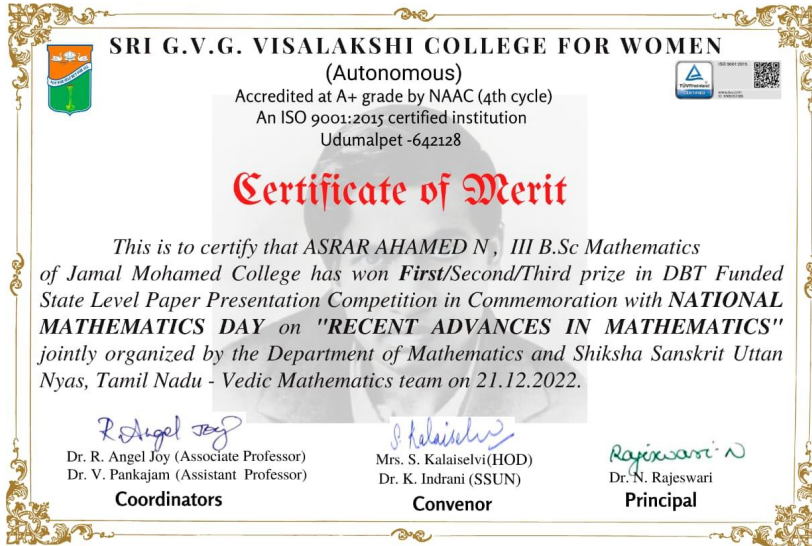 SRI G.V.G. VISALAKSHI COLLEGE FOR WOMEN
(Autonomous)
Accredited at A+ grade by NAAC (4th cycle)
An ISO 9001:2015 certified institution
Udumalpet -642128
ISO 9001:2015
TÜVRheinland
CERTIFIED
Certificate of Merit
This is to certify that ASRAR AHAMED N , III B.Sc Mathematics
of Jamal Mohamed College has won First/Second/Third prize in DBT Funded
State Level Paper Presentation Competition in Commemoration with NATIONAL
MATHEMATICS DAY on "RECENT ADVANCES IN MATHEMATICS"
jointly organized by the Department of Mathematics and Shiksha Sanskrit Uttan
Nyas, Tamil Nadu - Vedic Mathematics team on 21.12.2022.
R. Angel Joy
Dr. R. Angel Joy (Associate Professor)
Dr. V. Pankajam (Assistant Professor)
Coordinators
S. Kalaiselvi
Mrs. S. Kalaiselvi(HOD)
Dr. K. Indrani (SSUN)
Convenor
Rajeswari N
Dr. N. Rajeswari
Principal